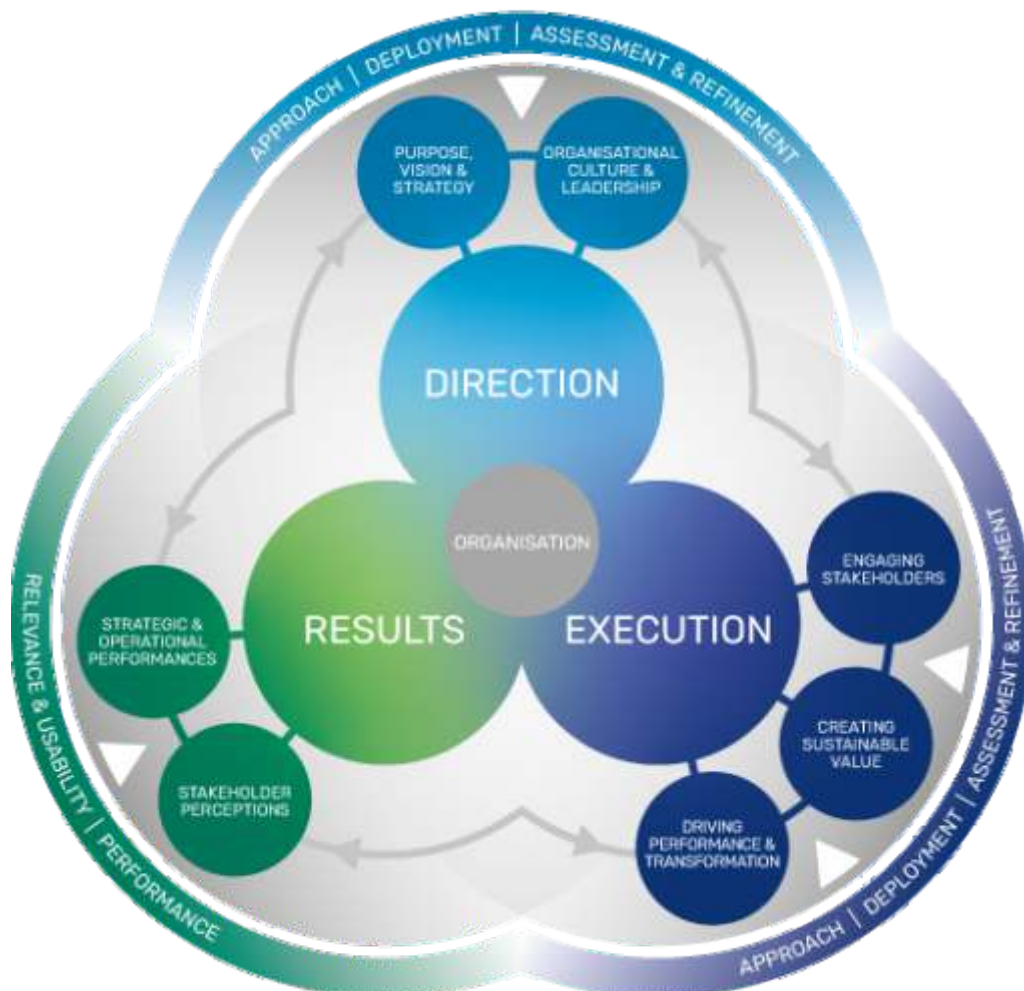 APPROACH | DEPLOYMENT | ASSESSMENT & REFINEMENT
PURPOSE,
VISION &
STRATEGY
ORGANISATIONAL
CULTURE &
LEADERSHIP
DIRECTION
ORGANISATION
RESULTS
EXECUTION
ENGAGING
STAKEHOLDERS
CREATING
SUSTAINABLE
VALUE
DRIVING
PERFORMANCE &
TRANSFORMATION
APPROACH | DEPLOYMENT | ASSESSMENT & REFINEMENT
STRATEGIC &
OPERATIONAL
PERFORMANCES
STAKEHOLDER
PERCEPTIONS
RELEVANCE & USABILITY | PERFORMANCE